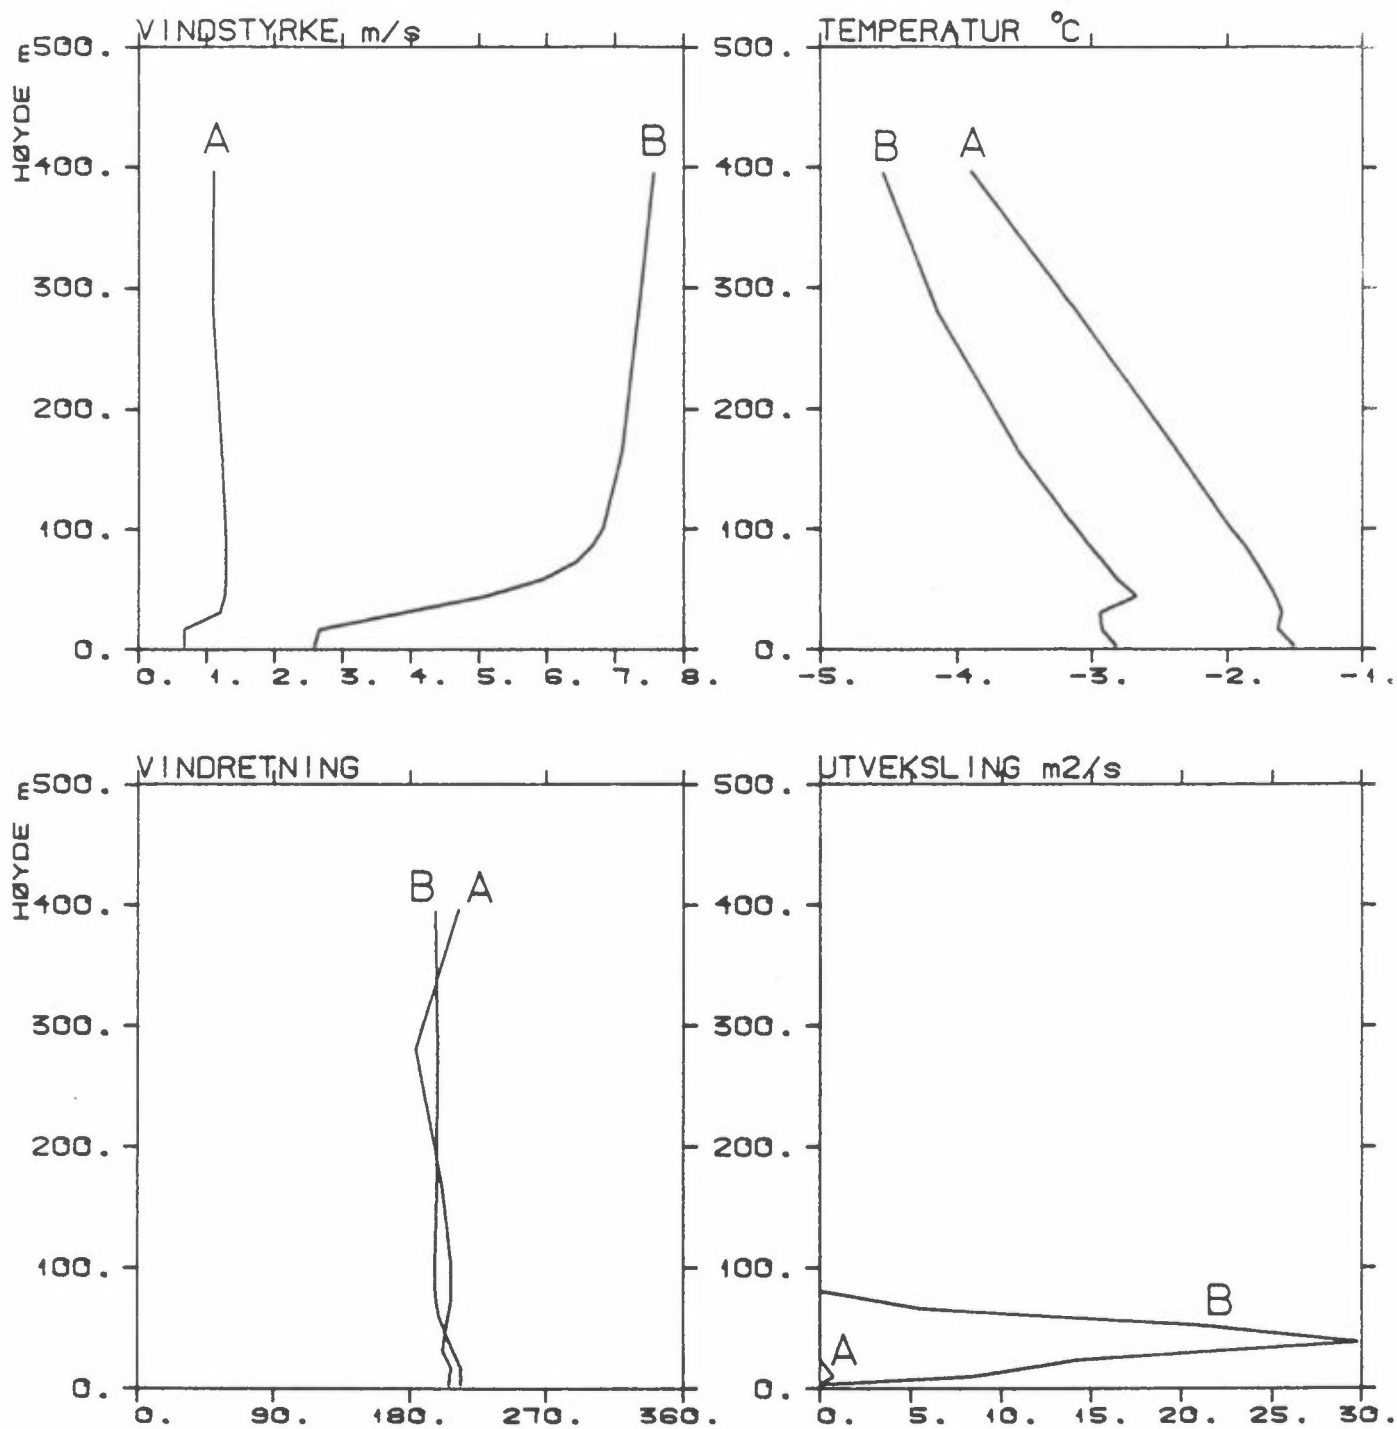 VINDSTYRKE m/s
HØYDE m
500.
400.
300.
200.
100.
0.
0. 1. 2. 3. 4. 5. 6. 7. 8.
A
B
TEMPERATUR °C
500.
400.
300.
200.
100.
0.
-5. -4. -3. -2. -1.
B
A
VINDRETNING
HØYDE m
500.
400.
300.
200.
100.
0.
0. 90. 180. 270. 360.
B
A
UTVEKSLING m2/s
500.
400.
300.
200.
100.
0.
0. 5. 10. 15. 20. 25. 30.
B
A